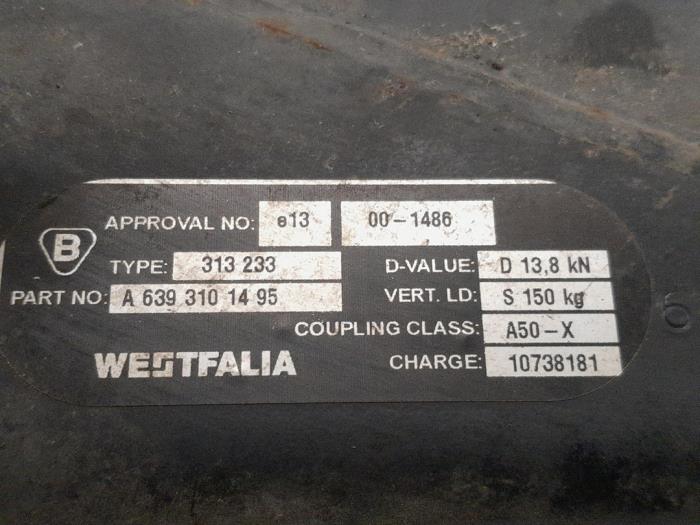 APPROVAL NO: e13 00-1486
B
TYPE: 313 233 D-VALUE: D 13,8 kN
PART NO: A 639 310 14 95 VERT. LD: S 150 kg
COUPLING CLASS: A50-X
WESTFALIA CHARGE: 10738181